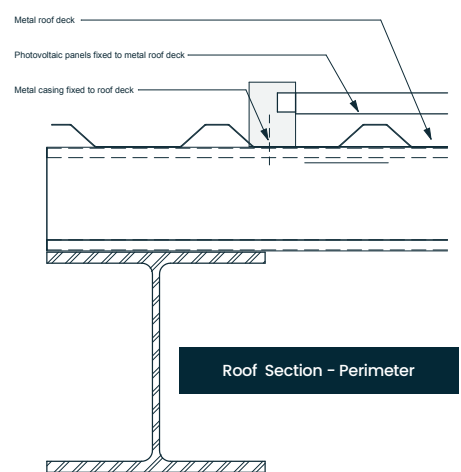 Metal roof deck
Photovoltaic panels fixed to metal roof deck
Metal casing fixed to roof deck
Roof Section - Perimeter